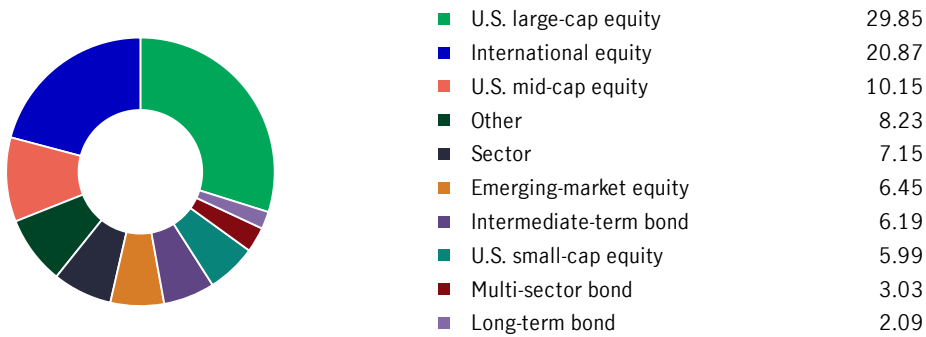 U.S. large-cap equity 29.85
International equity 20.87
U.S. mid-cap equity 10.15
Other 8.23
Sector 7.15
Emerging-market equity 6.45
Intermediate-term bond 6.19
U.S. small-cap equity 5.99
Multi-sector bond 3.03
Long-term bond 2.09